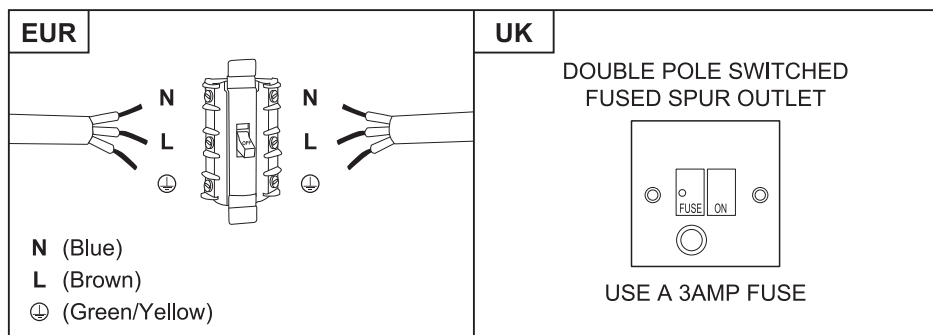 EUR
N
L
⏚
OFF
N
L
⏚
N (Blue)
L (Brown)
⏚ (Green/Yellow)
UK
DOUBLE POLE SWITCHED
FUSED SPUR OUTLET
FUSE
ON
USE A 3AMP FUSE